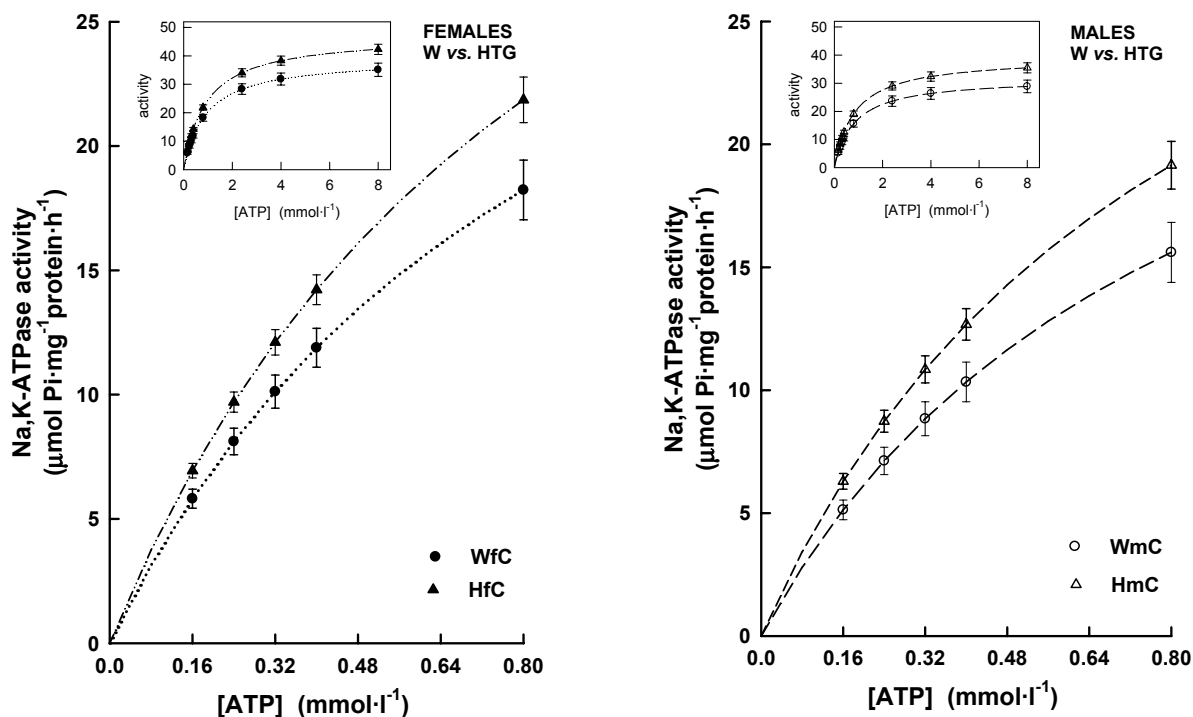 25
20
15
10
5
0
Na,K-ATPase activity
(μmol Pi·mg⁻¹protein·h⁻¹)
50
40
30
20
10
0
activity
0 2 4 6 8
[ATP] (mmol·l⁻¹)
FEMALES
W vs. HTG
WfC
HfC
0.0 0.16 0.32 0.48 0.64 0.80
[ATP] (mmol·l⁻¹)
25
20
15
10
5
0
Na,K-ATPase activity
(μmol Pi·mg⁻¹protein·h⁻¹)
50
40
30
20
10
0
activity
0 2 4 6 8
[ATP] (mmol·l⁻¹)
MALES
W vs. HTG
WmC
HmC
0.0 0.16 0.32 0.48 0.64 0.80
[ATP] (mmol·l⁻¹)